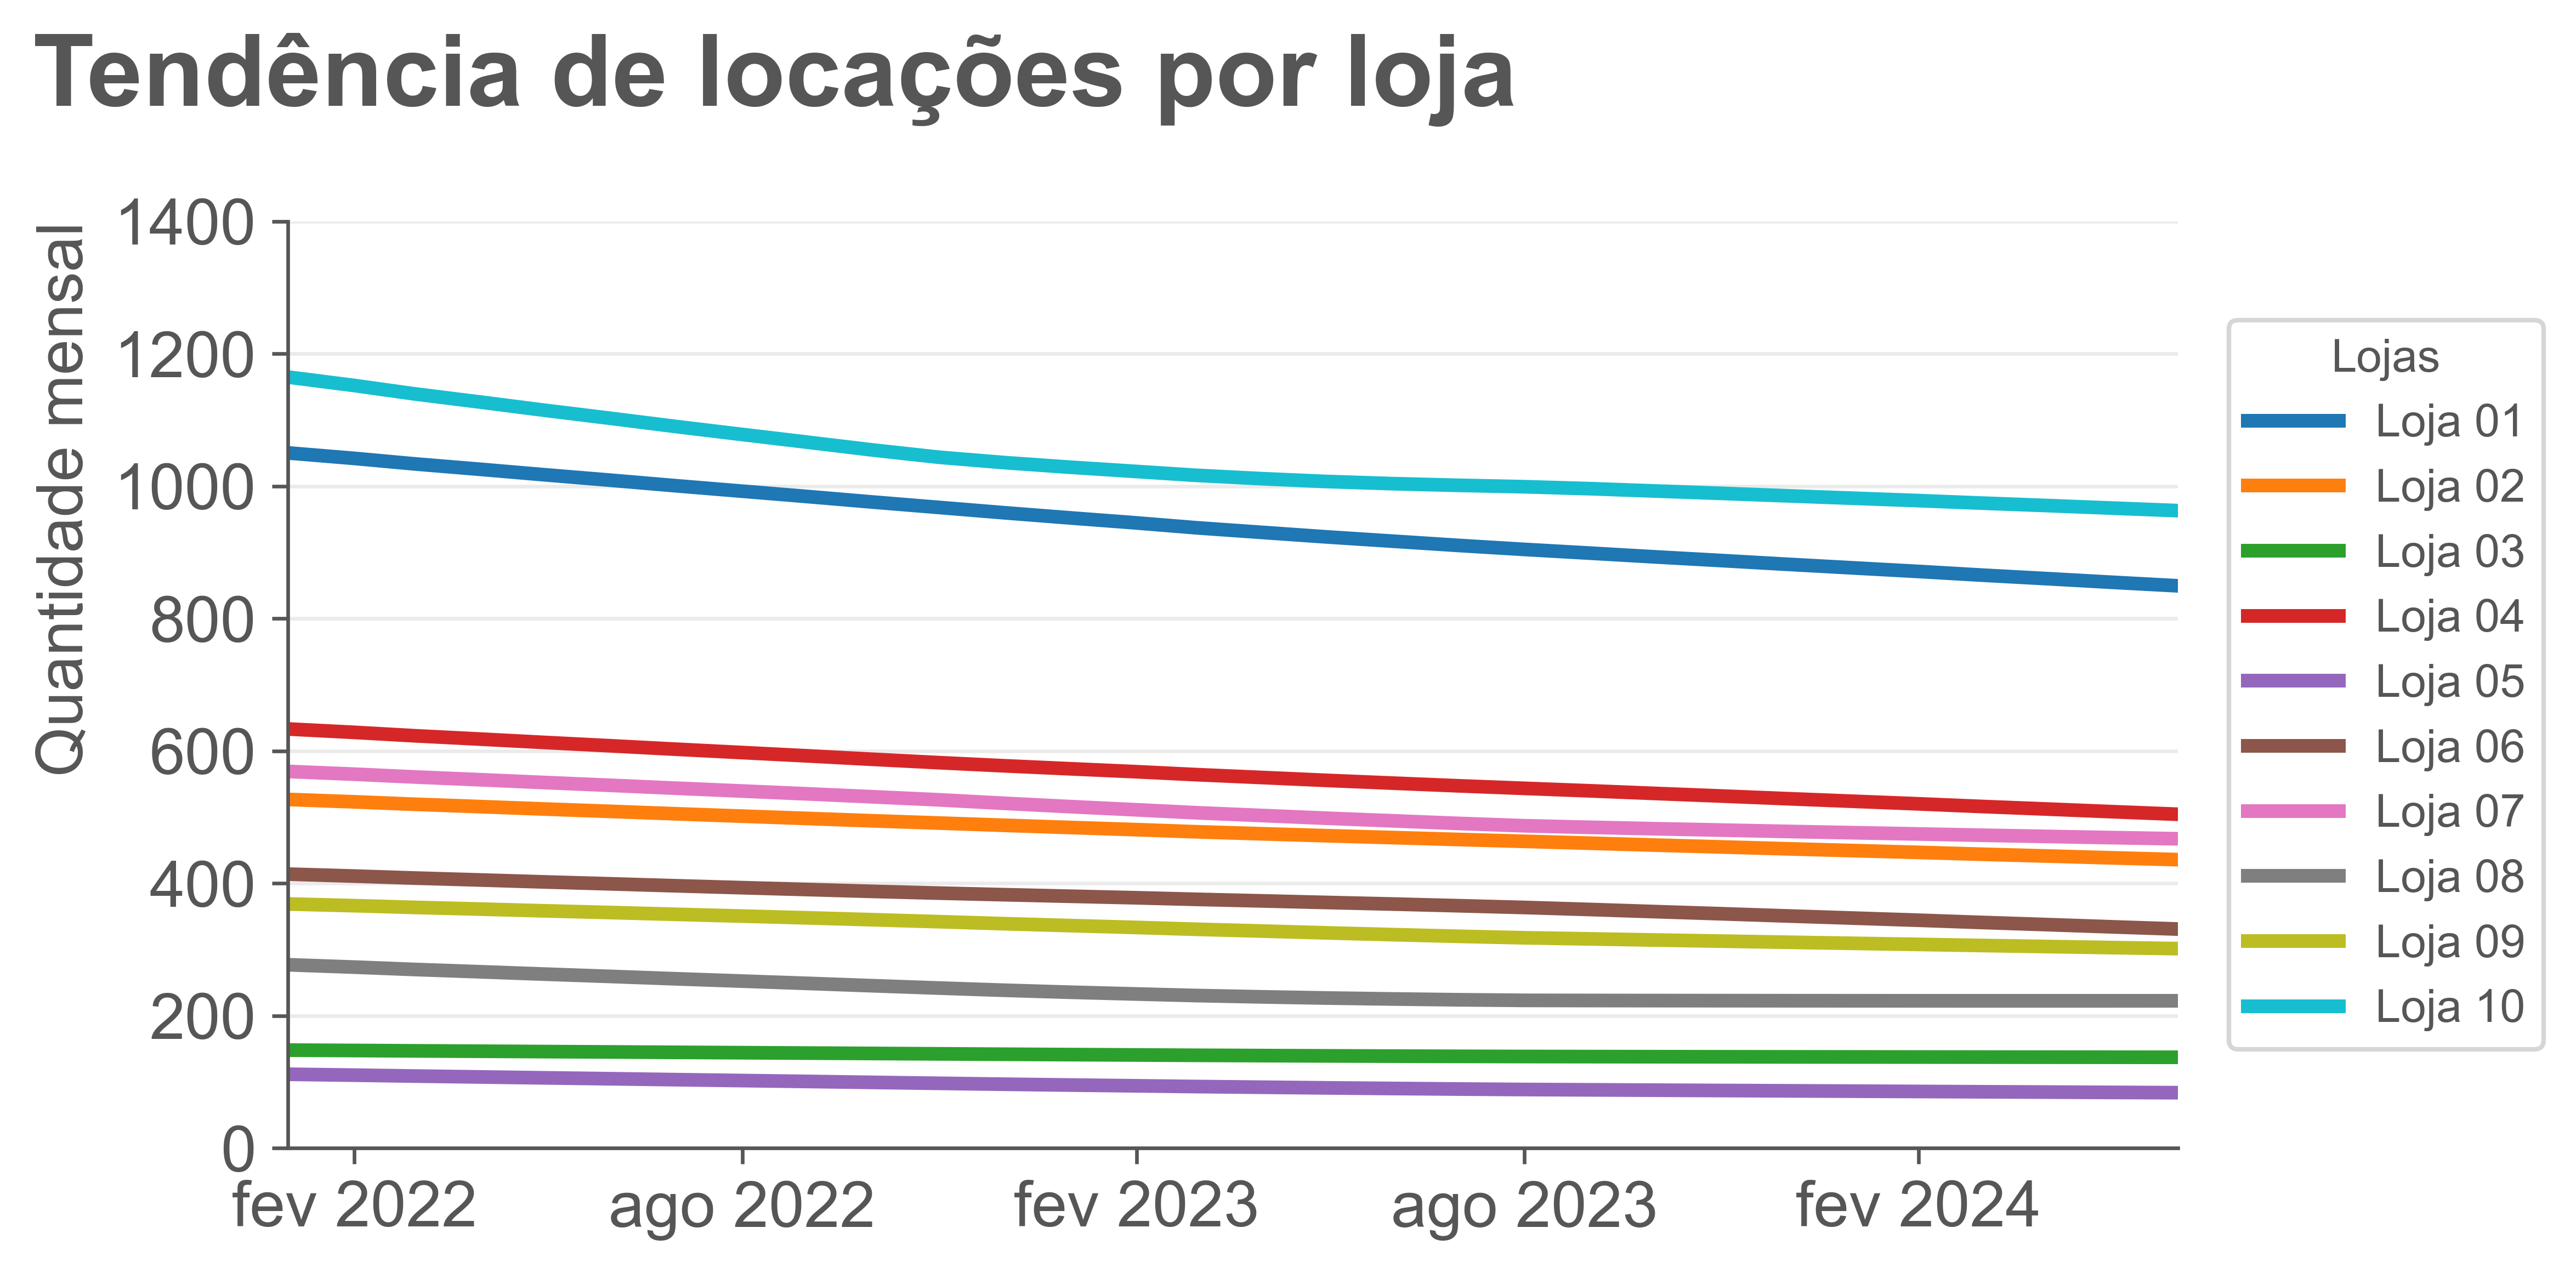 Tendência de locações por loja
Quantidade mensal
1400
1200
1000
800
600
400
200
0
fev 2022
ago 2022
fev 2023
ago 2023
fev 2024
Lojas
Loja 01
Loja 02
Loja 03
Loja 04
Loja 05
Loja 06
Loja 07
Loja 08
Loja 09
Loja 10